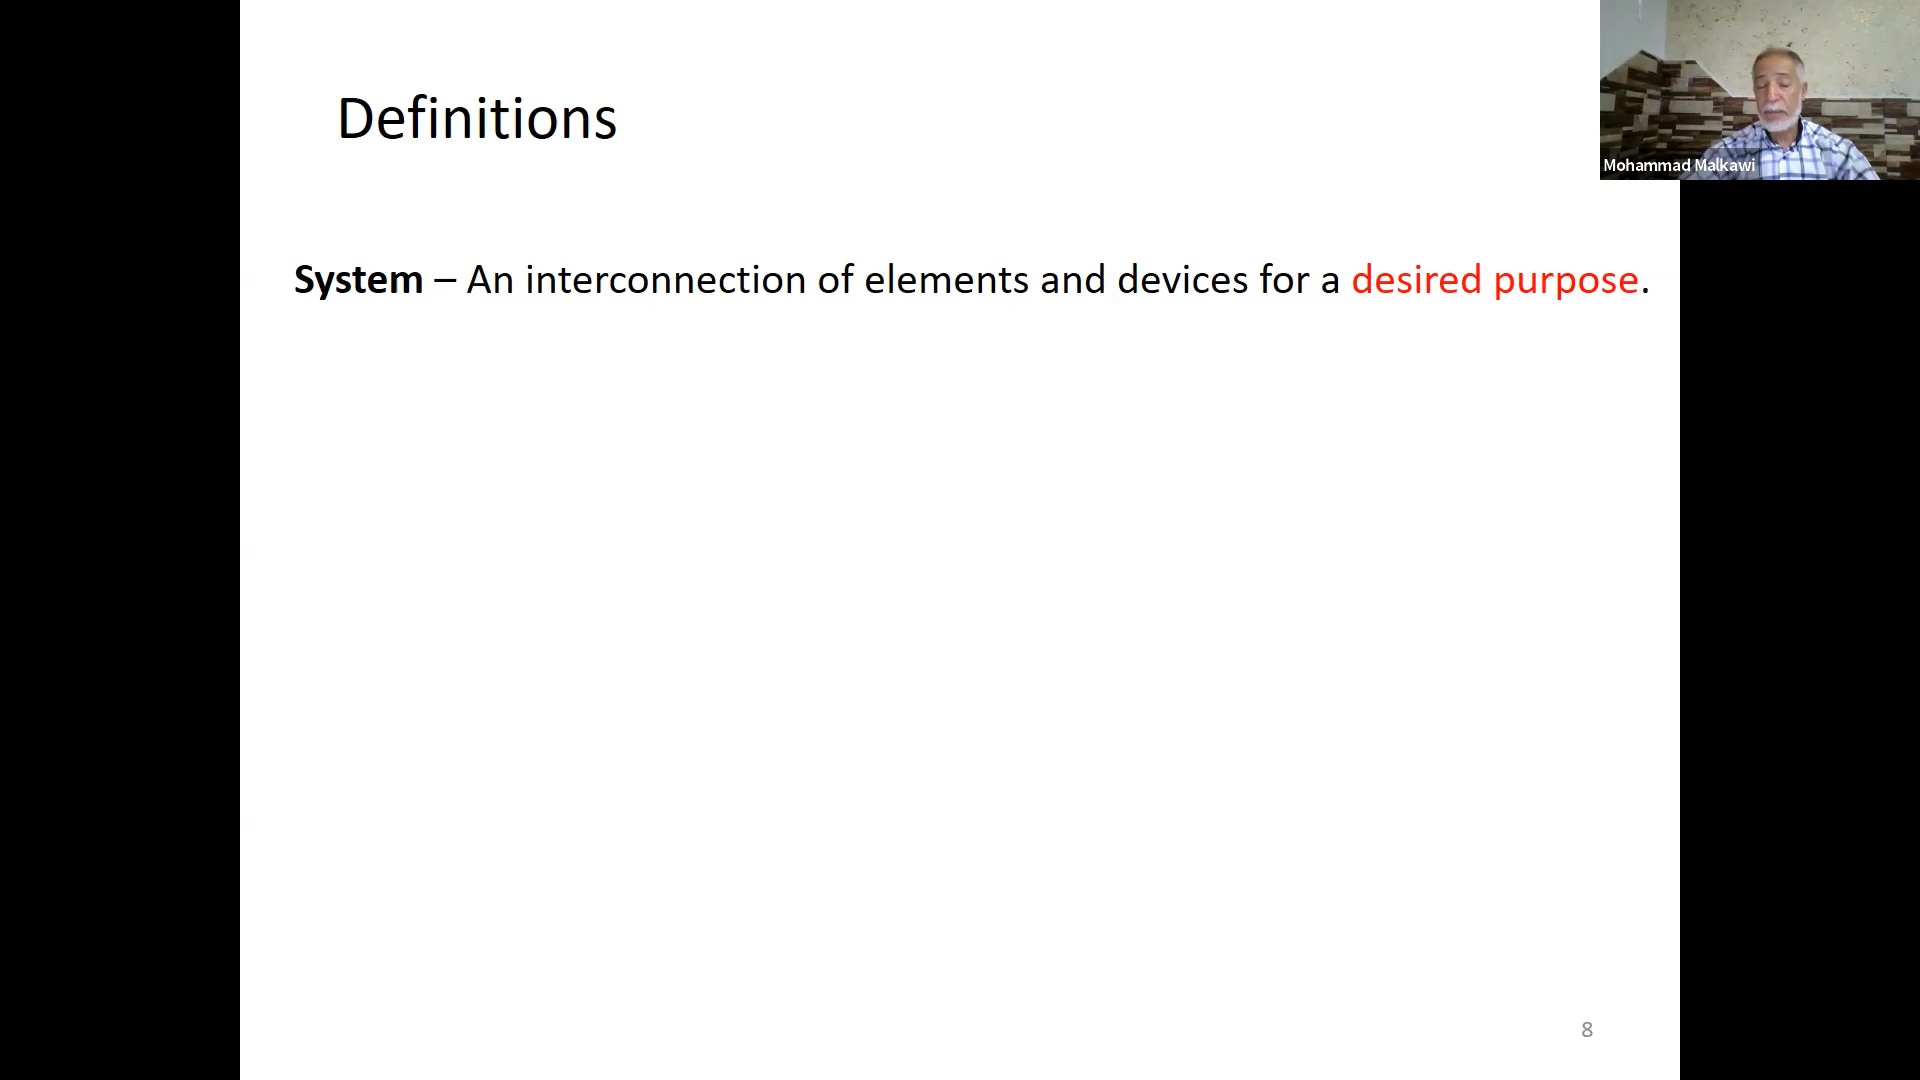 Definitions
Mohammad Malkawi
System – An interconnection of elements and devices for a desired purpose.
8